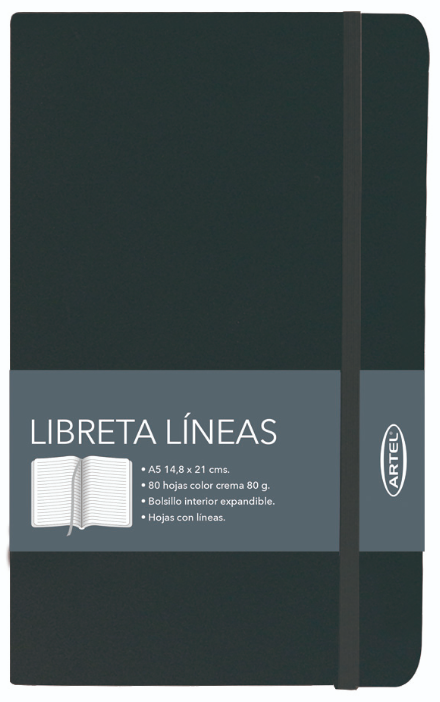 LIBRETA LÍNEAS
• A5 14,8 x 21 cms.
• 80 hojas color crema 80 g.
• Bolsillo interior expandible.
• Hojas con líneas.
ARTEL®